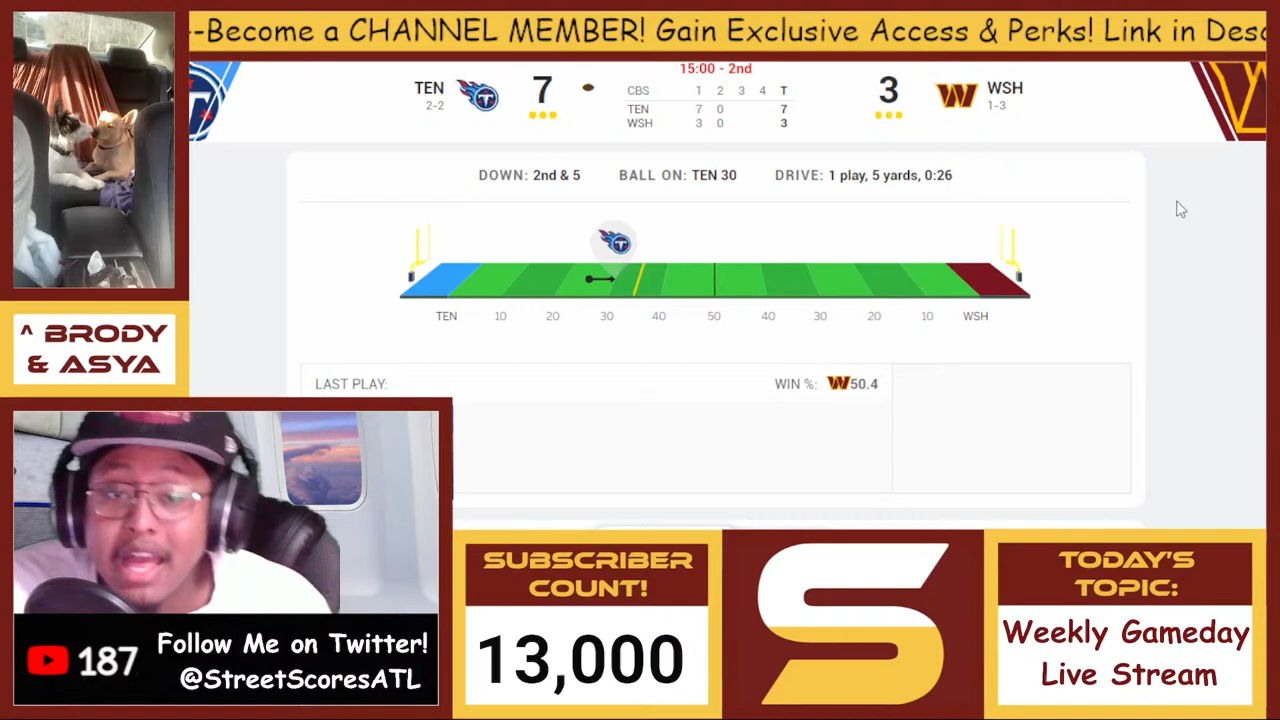 --Become a CHANNEL MEMBER! Gain Exclusive Access & Perks! Link in Desc
TEN
2-2
7
15:00 - 2nd
CBS 1 2 3 4 T
TEN 7 0 7
WSH 3 0 3
3
WSH
1-3
DOWN: 2nd & 5 BALL ON: TEN 30 DRIVE: 1 play, 5 yards, 0:26
TEN 10 20 30 40 50 40 30 20 10 WSH
LAST PLAY: WIN %: 50.4
^ BRODY
& ASYA
187
Follow Me on Twitter!
@StreetScoresATL
SUBSCRIBER
COUNT!
13,000
TODAY'S
TOPIC:
Weekly Gameday
Live Stream